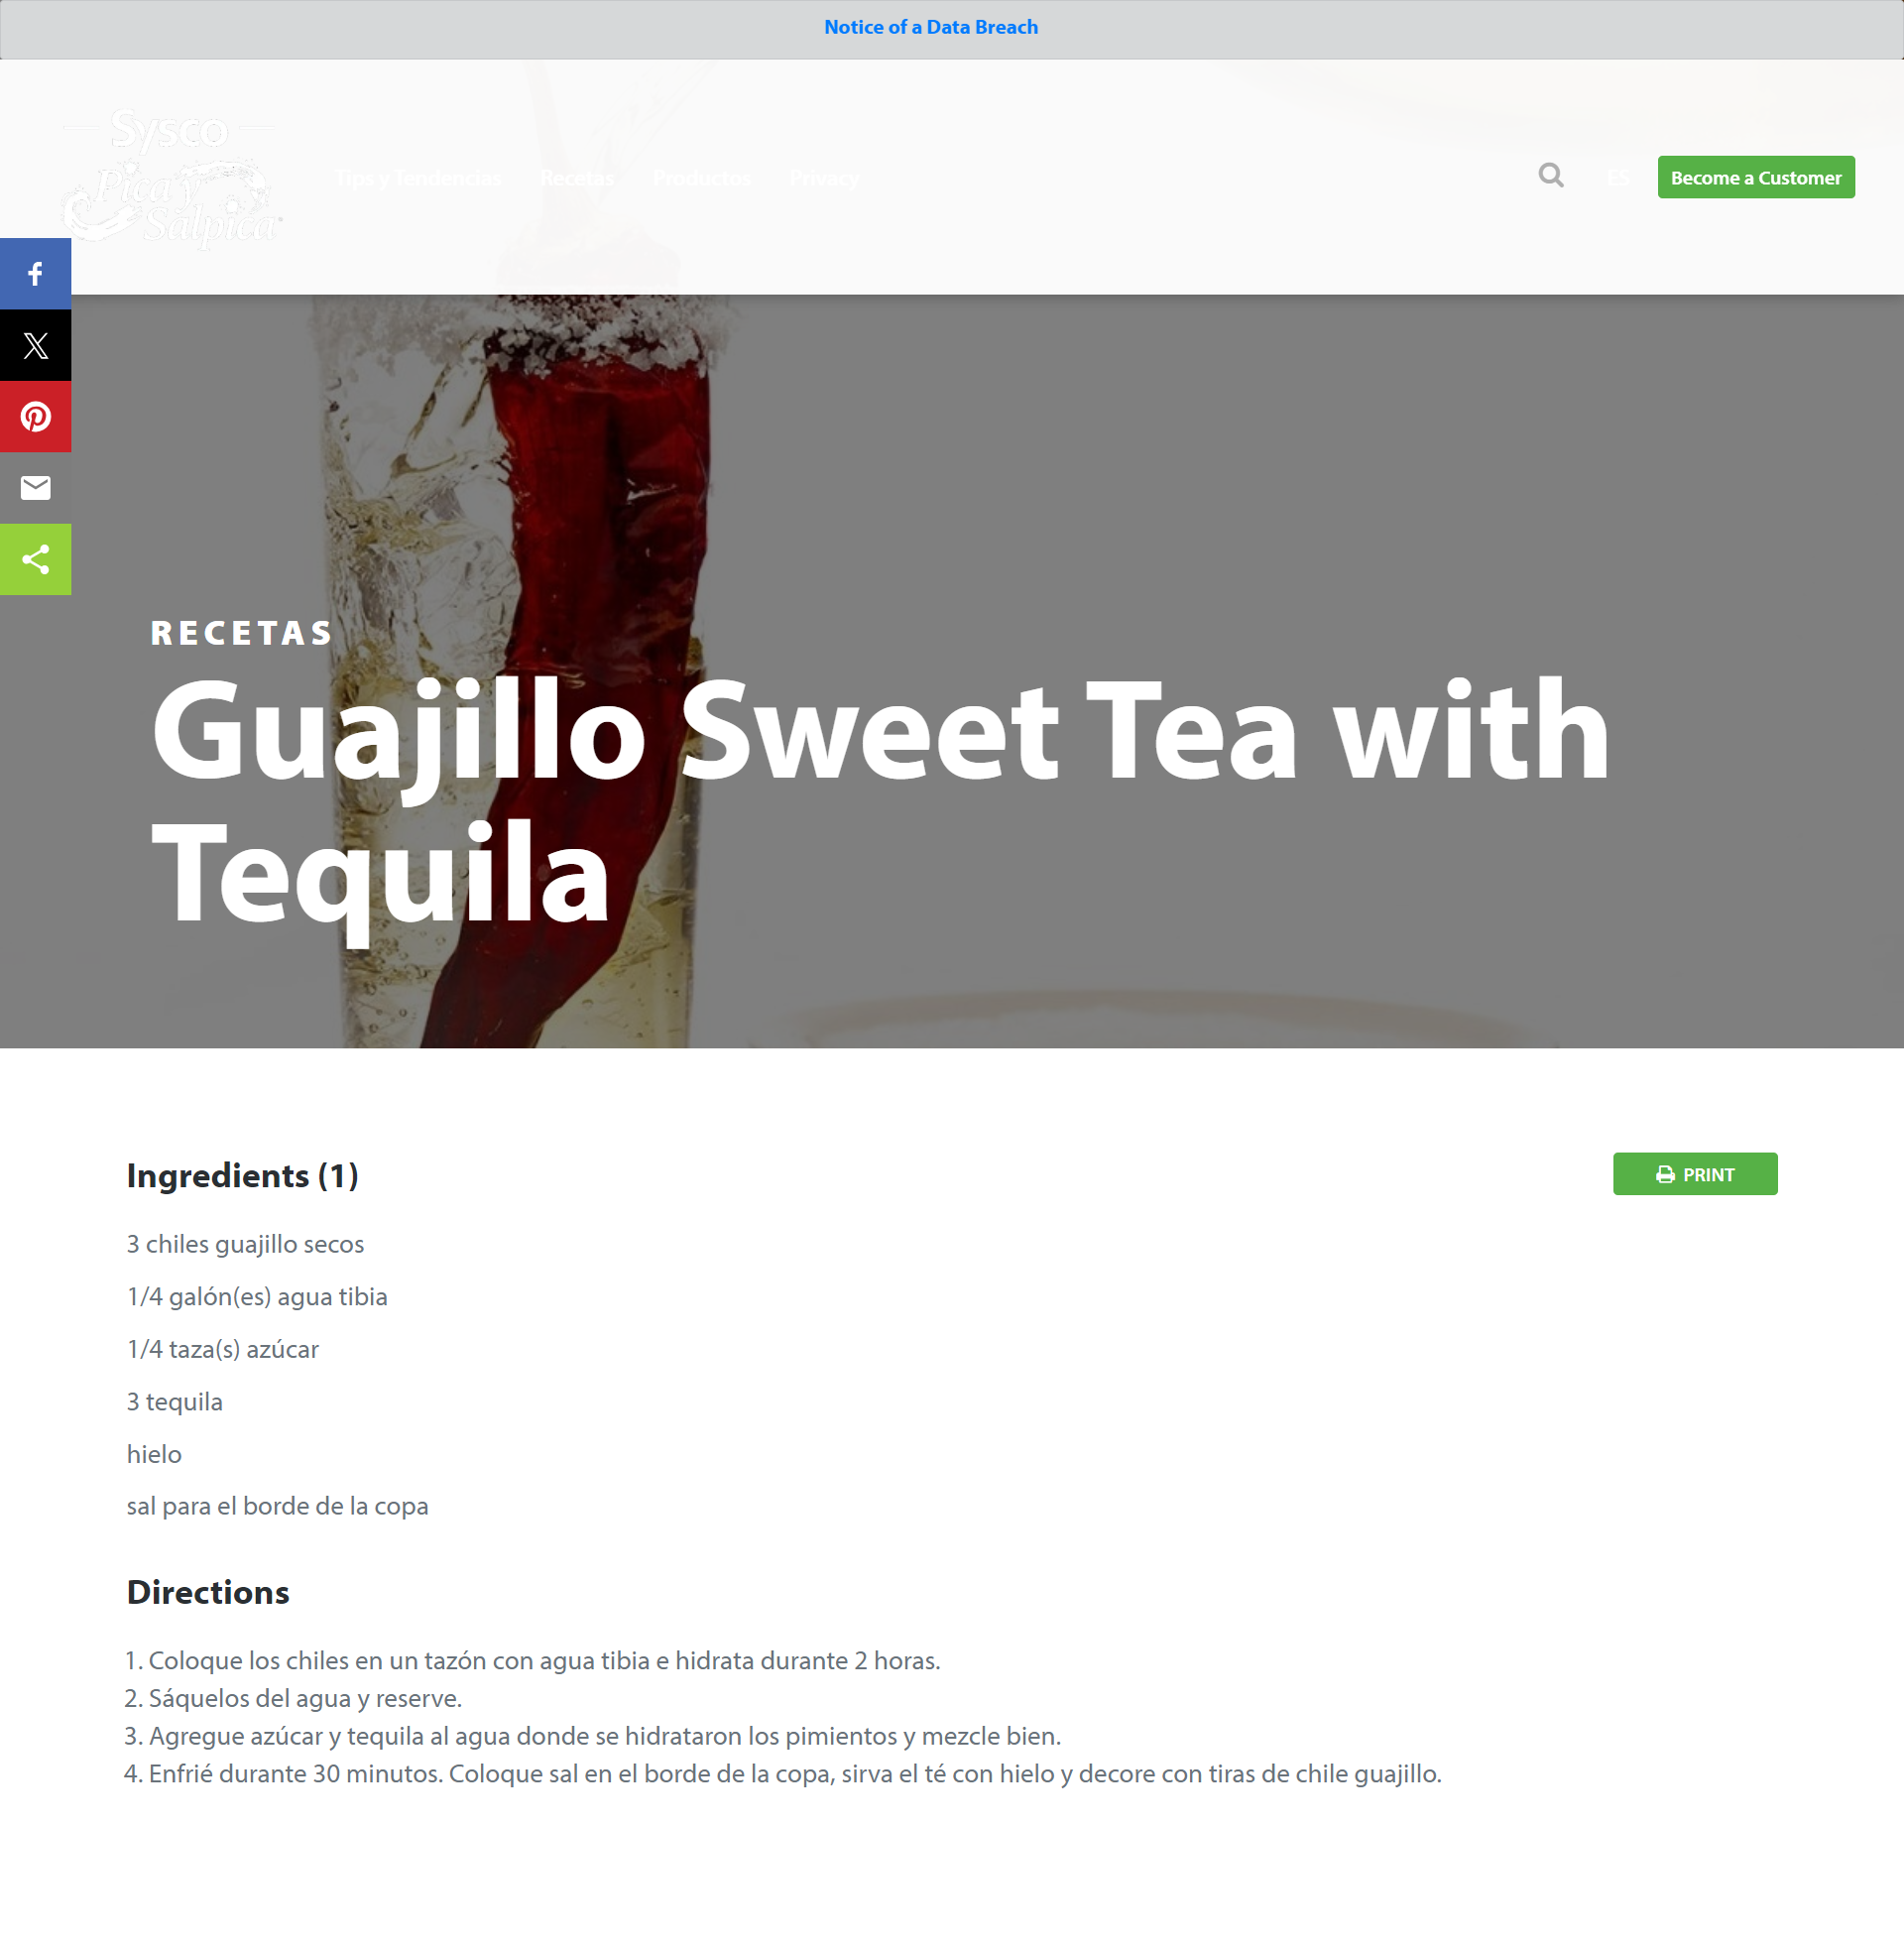 Notice of a Data Breach
Sysco
Pica y
Salpica
Tips y Tendencias
Recetas
Productos
Privacy
ES
Become a Customer
RECETAS
Guajillo Sweet Tea with
Tequila
Ingredients (1)
PRINT
3 chiles guajillo secos
1/4 galón(es) agua tibia
1/4 taza(s) azúcar
3 tequila
hielo
sal para el borde de la copa
Directions
1. Coloque los chiles en un tazón con agua tibia e hidrata durante 2 horas.
2. Sáquelos del agua y reserve.
3. Agregue azúcar y tequila al agua donde se hidrataron los pimientos y mezcle bien.
4. Enfrié durante 30 minutos. Coloque sal en el borde de la copa, sirva el té con hielo y decore con tiras de chile guajillo.